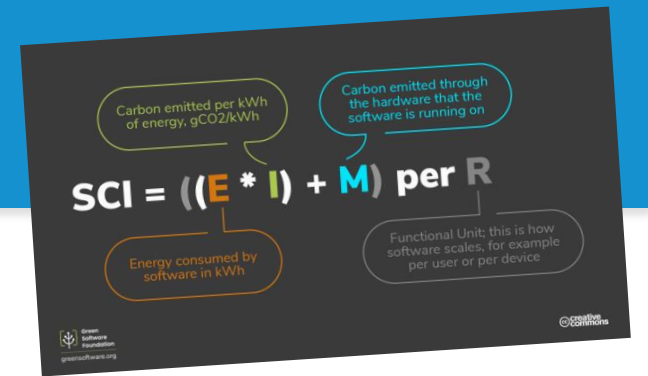 Carbon emitted per kWh
of energy, gCO2/kWh
Carbon emitted through
the hardware that the
software is running on
SCI = ((E * I) + M) per R
Energy consumed by
software in kWh
Functional Unit; this is how
software scales, for example
per user or per device
Green
Software
Foundation
greensoftware.org
cc creative
commons